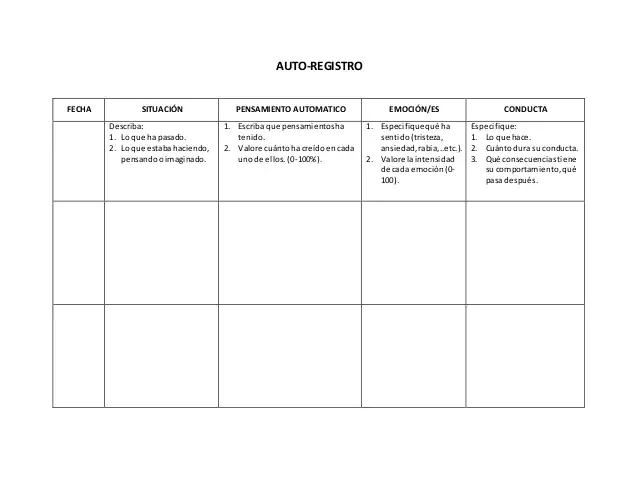 AUTO-REGISTRO
FECHA
SITUACIÓN
PENSAMIENTO AUTOMATICO
EMOCIÓN/ES
CONDUCTA
Describa:
1. Lo que ha pasado.
2. Lo que estaba haciendo,
pensando o imaginado.
1. Escriba que pensamientos ha
tenido.
2. Valore cuánto ha creído en cada
uno de ellos. (0-100%).
1. Especifique qué ha
sentido (tristeza,
ansiedad, rabia,..etc.).
2. Valore la intensidad
de cada emoción (0-
100).
Especifique:
1. Lo que hace.
2. Cuánto dura su conducta.
3. Qué consecuencias tiene
su comportamiento, qué
pasa después.